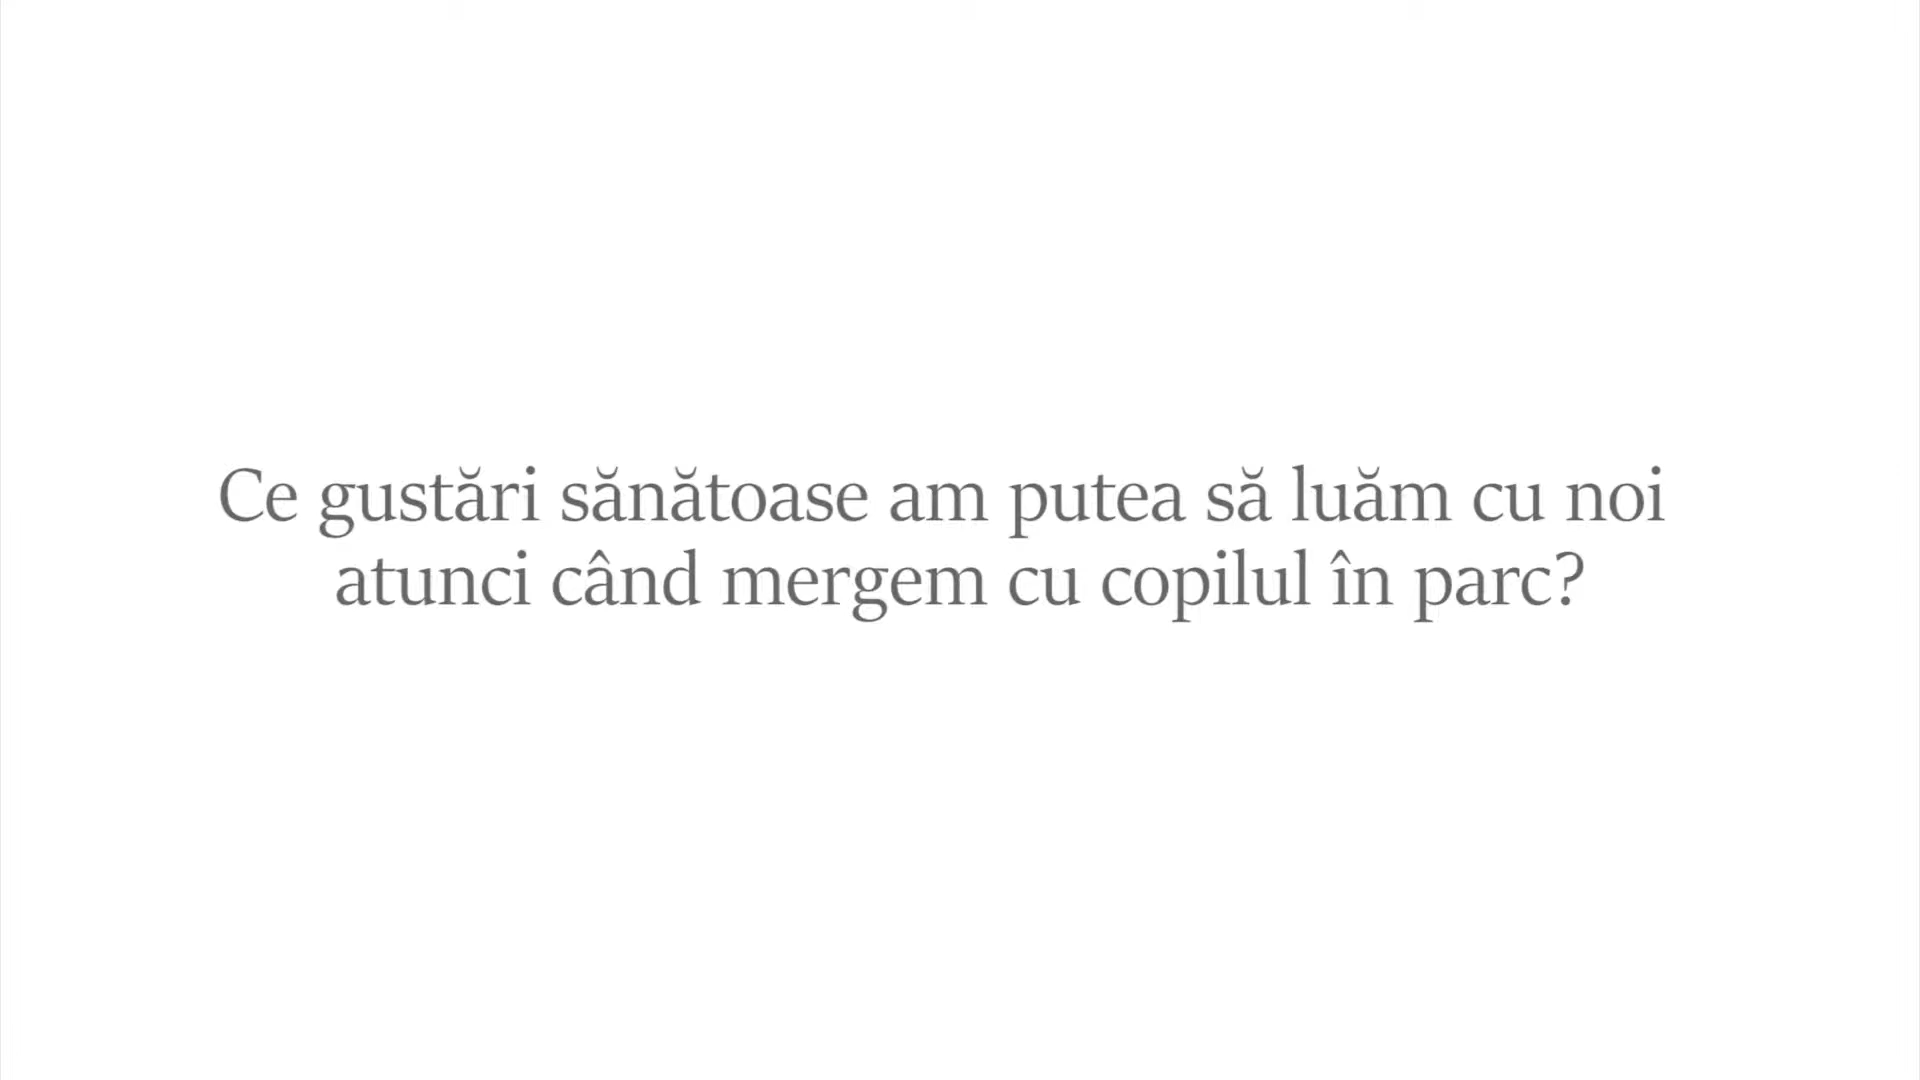 Ce gustări sănătoase am putea să luăm cu noi
atunci când mergem cu copilul în parc?